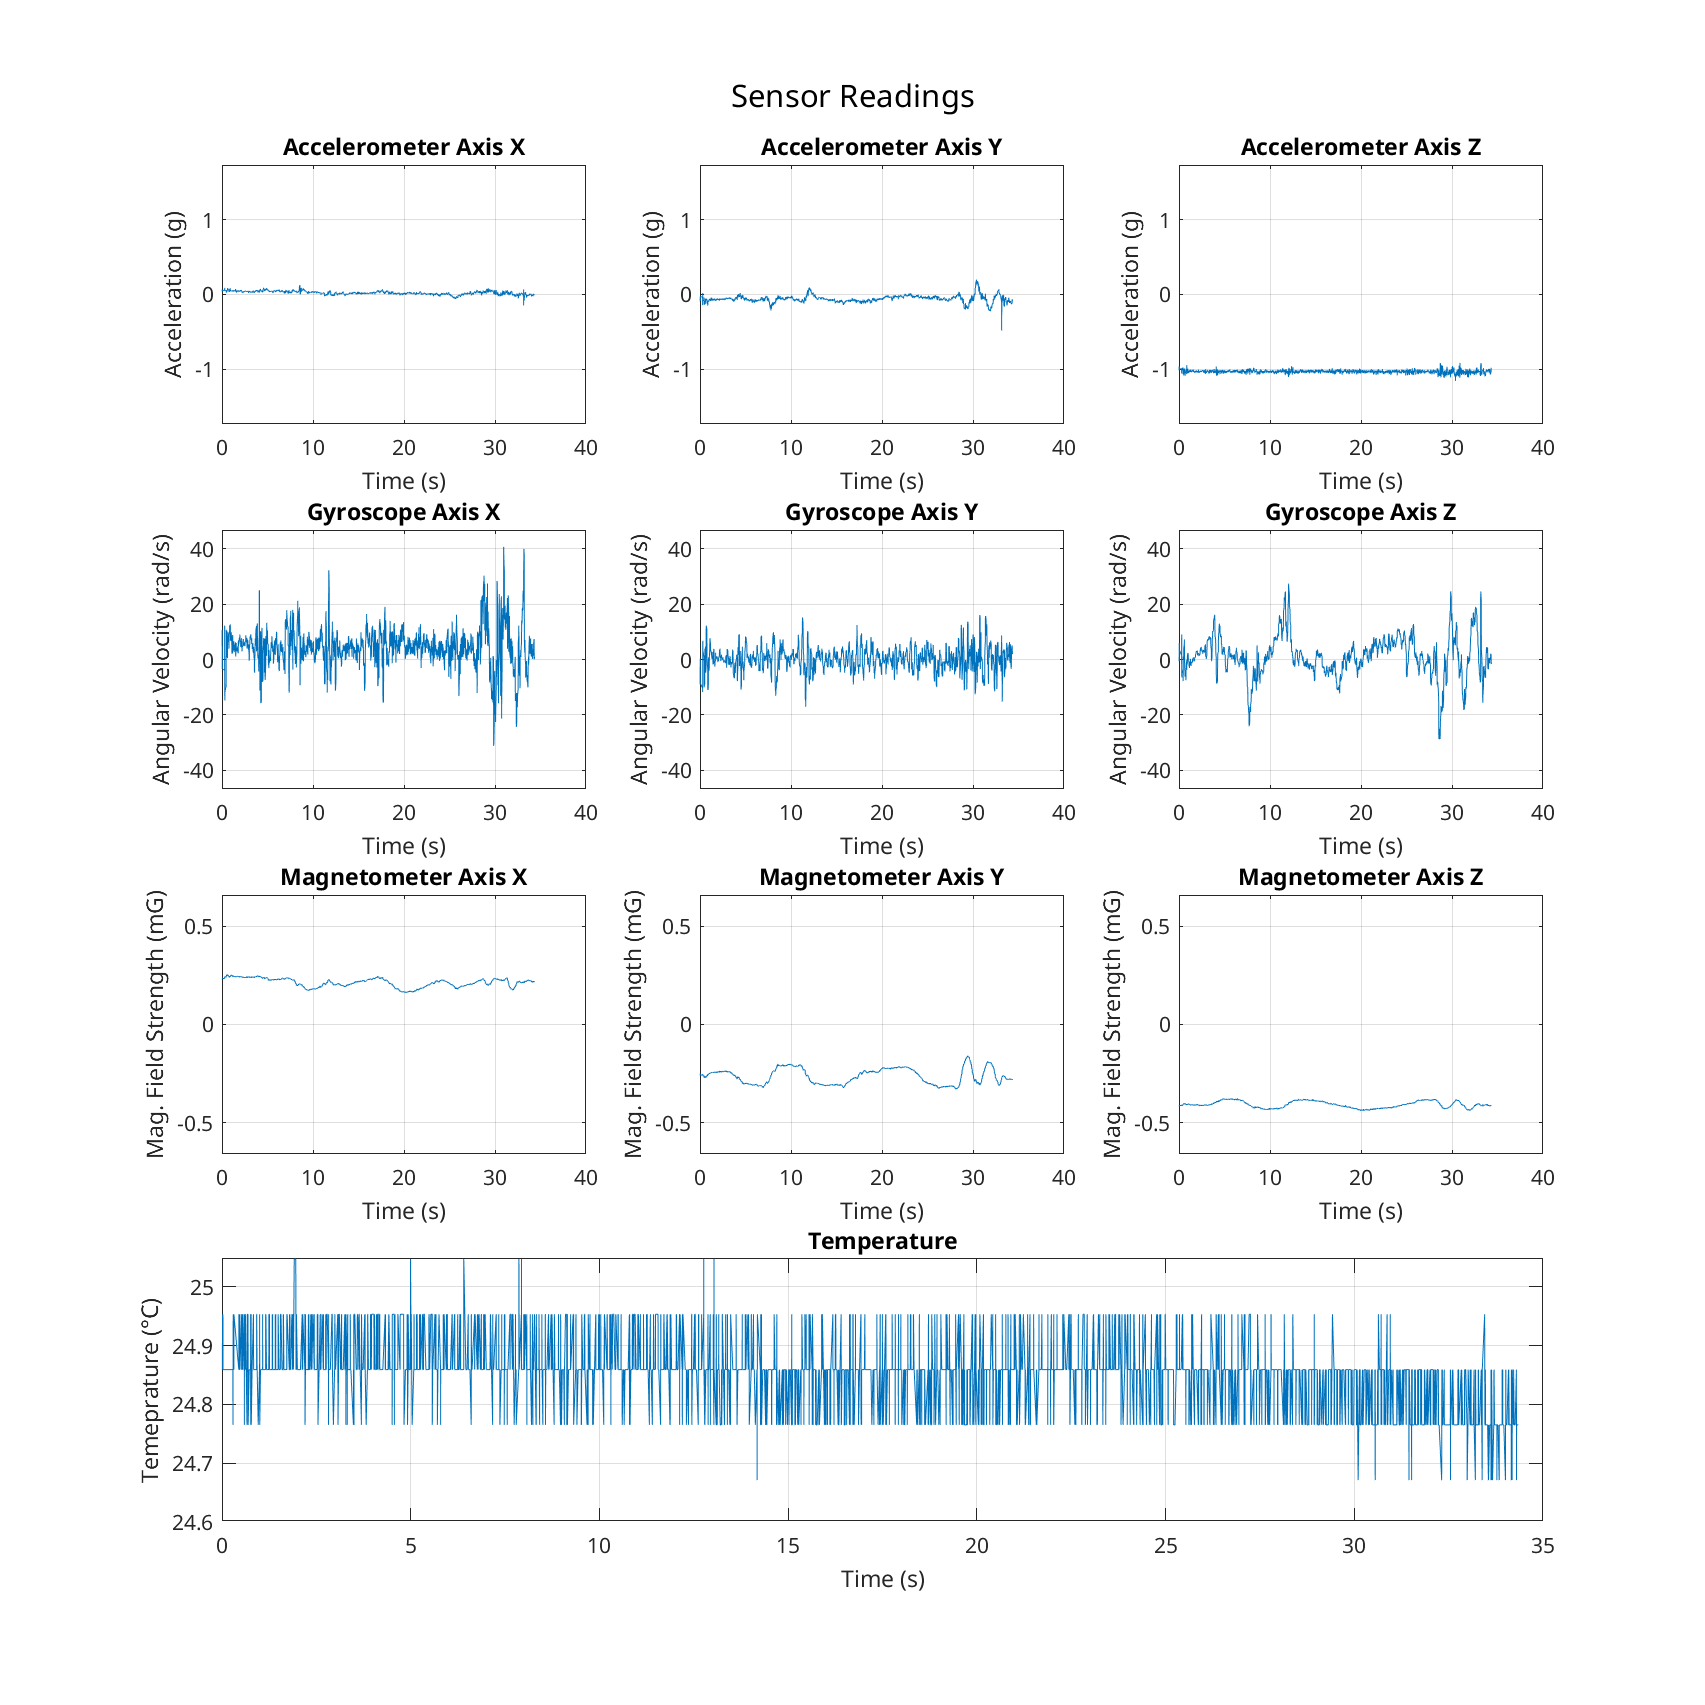 Sensor Readings
Accelerometer Axis X
Accelerometer Axis Y
Accelerometer Axis Z
Acceleration (g)
1
0
-1
0 10 20 30 40
Time (s)
Acceleration (g)
1
0
-1
0 10 20 30 40
Time (s)
Acceleration (g)
1
0
-1
0 10 20 30 40
Time (s)
Gyroscope Axis X
Gyroscope Axis Y
Gyroscope Axis Z
Angular Velocity (rad/s)
40
20
0
-20
-40
0 10 20 30 40
Time (s)
Angular Velocity (rad/s)
40
20
0
-20
-40
0 10 20 30 40
Time (s)
Angular Velocity (rad/s)
40
20
0
-20
-40
0 10 20 30 40
Time (s)
Magnetometer Axis X
Magnetometer Axis Y
Magnetometer Axis Z
Mag. Field Strength (mG)
0.5
0
-0.5
0 10 20 30 40
Time (s)
Mag. Field Strength (mG)
0.5
0
-0.5
0 10 20 30 40
Time (s)
Mag. Field Strength (mG)
0.5
0
-0.5
0 10 20 30 40
Time (s)
Temperature
Temeprature (°C)
25
24.9
24.8
24.7
24.6
0 5 10 15 20 25 30 35
Time (s)